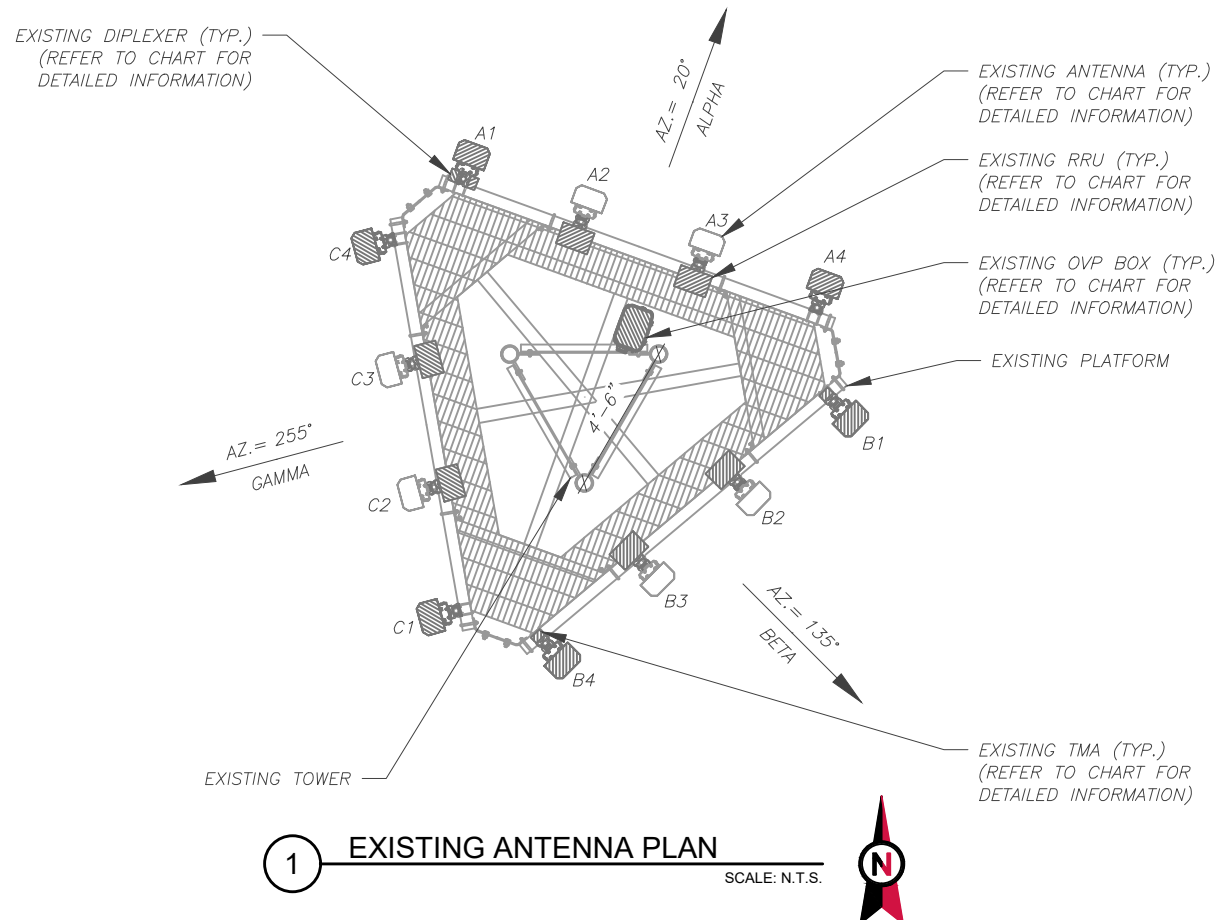 EXISTING DIPLEXER (TYP.)
(REFER TO CHART FOR
DETAILED INFORMATION)
AZ.= 20°
ALPHA
EXISTING ANTENNA (TYP.)
(REFER TO CHART FOR
DETAILED INFORMATION)
EXISTING RRU (TYP.)
(REFER TO CHART FOR
DETAILED INFORMATION)
EXISTING OVP BOX (TYP.)
(REFER TO CHART FOR
DETAILED INFORMATION)
EXISTING PLATFORM
A1
A2
A3
A4
C4
C3
C2
C1
B1
B2
B3
B4
4'-6"
AZ.= 255°
GAMMA
AZ.= 135°
BETA
EXISTING TOWER
EXISTING TMA (TYP.)
(REFER TO CHART FOR
DETAILED INFORMATION)
1
EXISTING ANTENNA PLAN
SCALE: N.T.S.
N